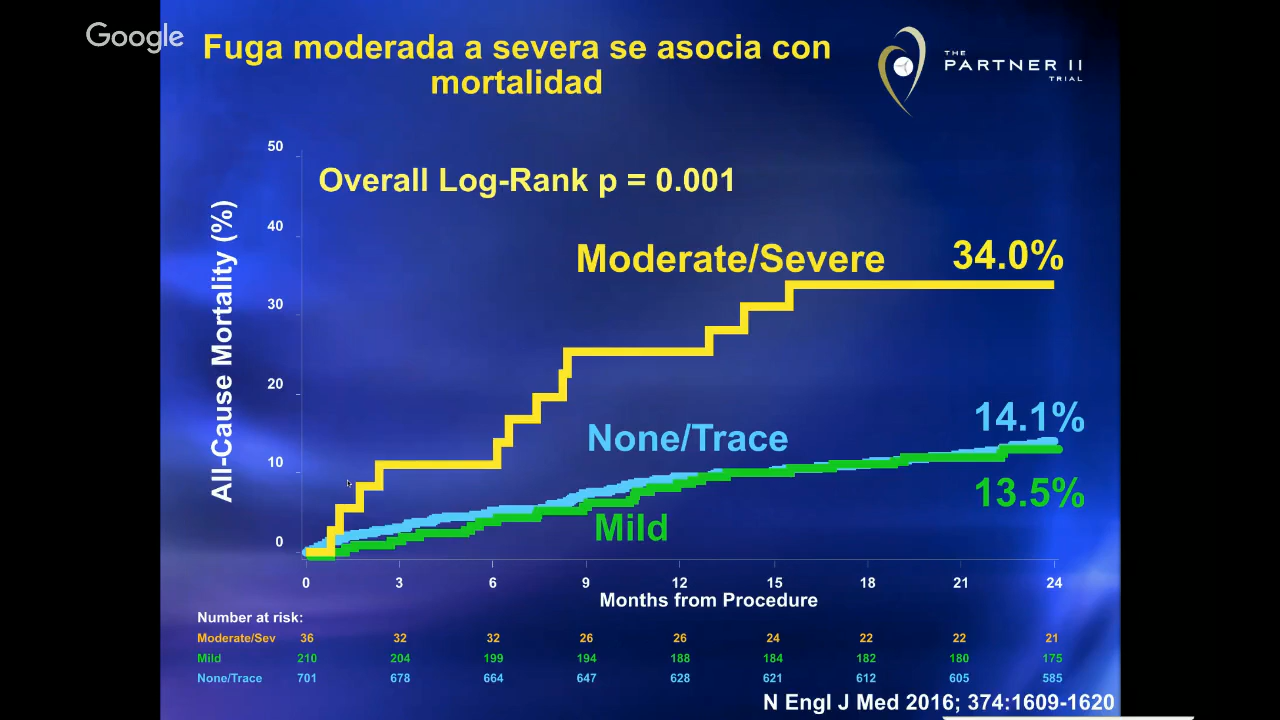 Google
Fuga moderada a severa se asocia con
mortalidad
THE
PARTNER II
TRIAL
50
40
30
20
10
0
All-Cause Mortality (%)
Overall Log-Rank p = 0.001
Moderate/Severe
34.0%
None/Trace
14.1%
Mild
13.5%
0 3 6 9 12 15 18 21 24
Months from Procedure
Number at risk:
Moderate/Sev 36 32 32 26 26 24 22 22 21
Mild 210 204 199 194 188 184 182 180 175
None/Trace 701 678 664 647 628 621 612 605 585
N Engl J Med 2016; 374:1609-1620